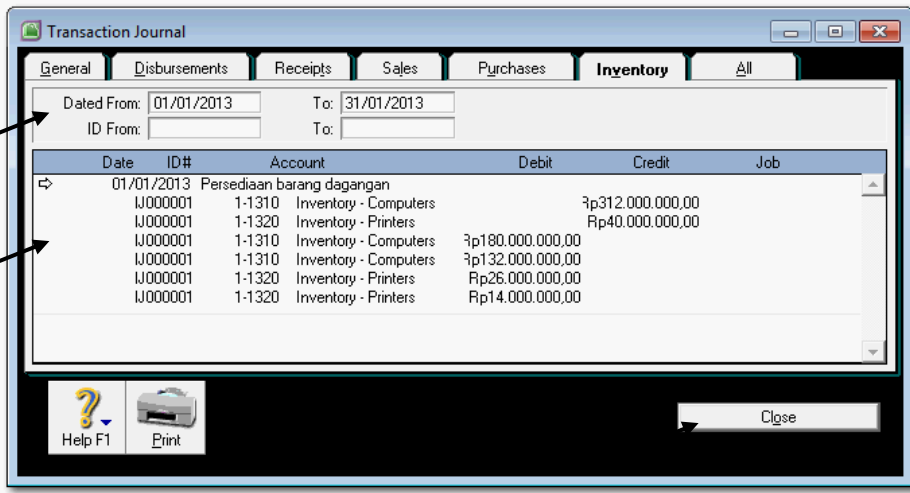 Transaction Journal
General Disbursements Receipts Sales Purchases Inventory All
Dated From: 01/01/2013 To: 31/01/2013
ID From: To:
Date ID# Account Debit Credit Job
01/01/2013 Persediaan barang dagangan
IJ000001 1-1310 Inventory - Computers Rp312.000.000,00
IJ000001 1-1320 Inventory - Printers Rp40.000.000,00
IJ000001 1-1310 Inventory - Computers Rp180.000.000,00
IJ000001 1-1310 Inventory - Computers Rp132.000.000,00
IJ000001 1-1320 Inventory - Printers Rp26.000.000,00
IJ000001 1-1320 Inventory - Printers Rp14.000.000,00
Help F1 Print Close